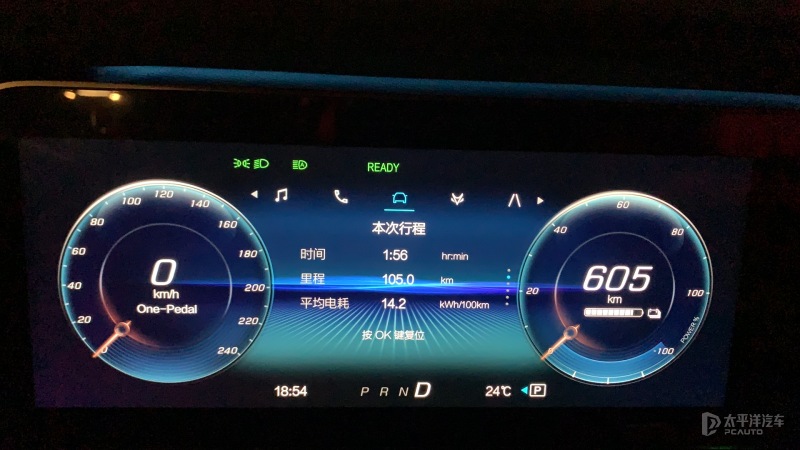 READY
本次行程
时间 1:56 hr:min
里程 105.0 km
平均电耗 14.2 kWh/100km
按 OK 键复位
0
km/h
One-Pedal
0 20 40 60 80 100 120 140 160 180 200 220 240
605
km
0 20 40 60 80 100
-100
POWER %
18:54 P R N D 24℃ P
太平洋汽车
PCAUTO